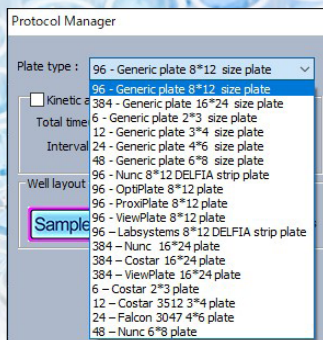 Protocol Manager
Plate type : 96 - Generic plate 8*12 size plate
96 - Generic plate 8*12 size plate
384 - Generic plate 16*24 size plate
6 - Generic plate 2*3 size plate
12 - Generic plate 3*4 size plate
24 - Generic plate 4*6 size plate
48 - Generic plate 6*8 size plate
96 - Nunc 8*12 DELFIA strip plate
96 - OptiPlate 8*12 plate
96 - ProxiPlate 8*12 plate
96 - ViewPlate 8*12 plate
96 – Labsystems 8*12 DELFIA strip plate
384 – Nunc 16*24 plate
384 – Costar 16*24 plate
384 – ViewPlate 16*24 plate
6 – Costar 2*3 plate
12 – Costar 3512 3*4 plate
24 – Falcon 3047 4*6 plate
48 – Nunc 6*8 plate
Kinetic a
Total time
Interval
Well layout
Sample